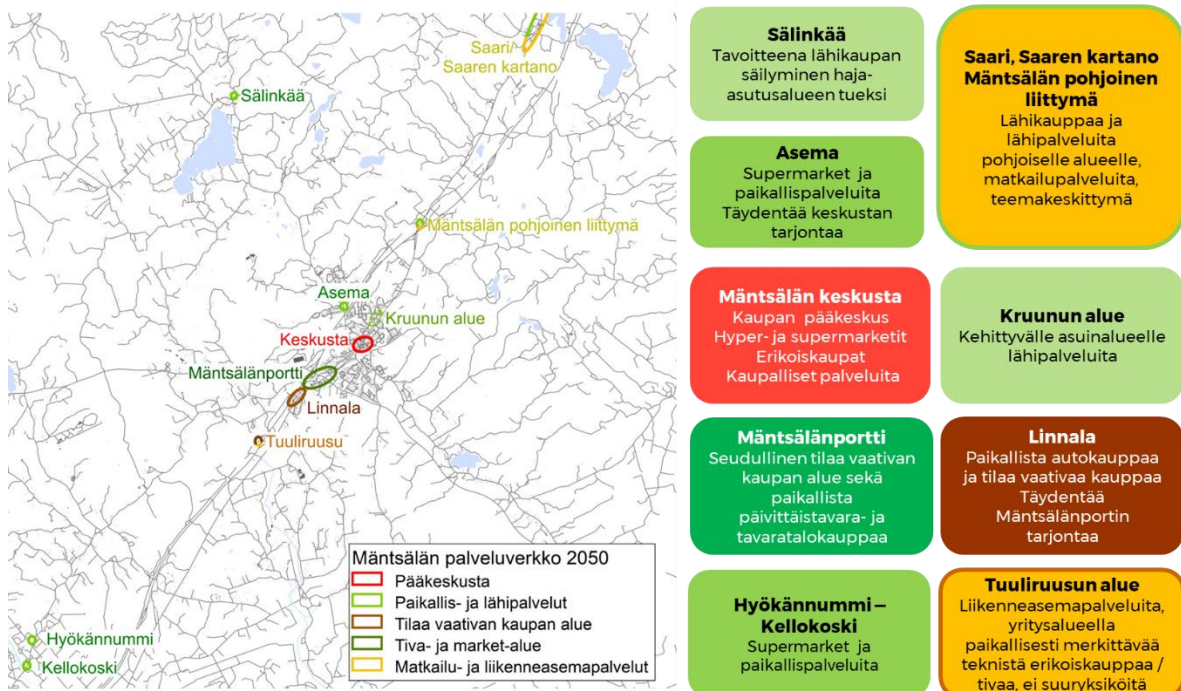 Saari/
Saaren kartano
Sälinkää
Mäntsälän pohjoinen liittymä
Asema
Kruunun alue
Keskusta
Mäntsälänportti
Linnala
Tuuliruusu
Hyökännummi
Kellokoski
Mäntsälän palveluverkko 2050
Pääkeskusta
Paikallis- ja lähipalvelut
Tilaa vaativan kaupan alue
Tiva- ja market-alue
Matkailu- ja liikenneasemapalvelut
Sälinkää
Tavoitteena lähikaupan
säilyminen haja-
asutusalueen tueksi
Saari, Saaren kartano
Mäntsälän pohjoinen
liittymä
Lähikauppaa ja
lähipalveluita
pohjoiselle alueelle,
matkailupalveluita,
teemakeskittymä
Asema
Supermarket ja
paikallispalveluita
Täydentää keskustan
tarjontaa
Mäntsälän keskusta
Kaupan pääkeskus
Hyper- ja supermarketit
Erikoiskaupat
Kaupalliset palveluita
Kruunun alue
Kehittyvälle asuinalueelle
lähipalveluita
Mäntsälänportti
Seudullinen tilaa vaativan
kaupan alue sekä
paikallista
päivittäistavara- ja
tavaratalokauppaa
Linnala
Paikallista autokauppaa
ja tilaa vaativaa kauppaa
Täydentää
Mäntsälänportin
tarjontaa
Hyökännummi –
Kellokoski
Supermarket ja
paikallispalveluita
Tuuliruusun alue
Liikenneasemapalveluita,
yritysalueella
paikallisesti merkittävää
teknistä erikoiskauppaa /
tivaa, ei suuryksiköitä